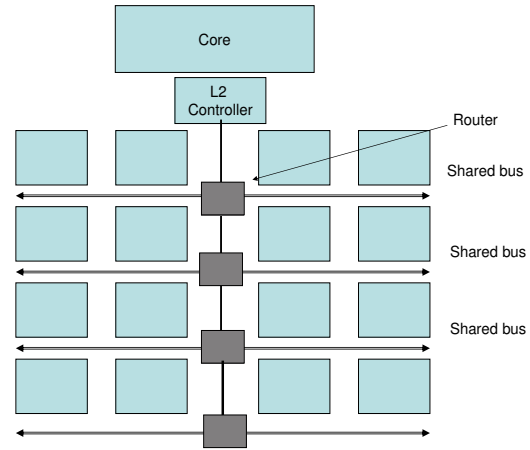 Core
L2
Controller
Router
Shared bus
Shared bus
Shared bus